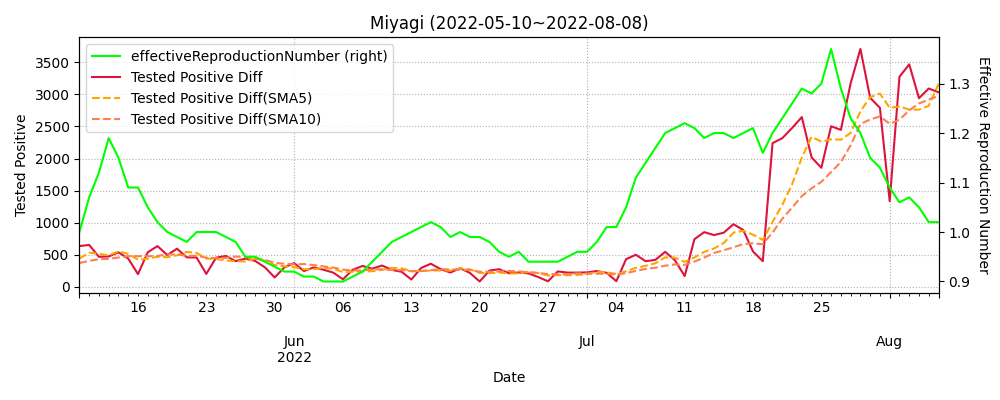 Miyagi (2022-05-10~2022-08-08)
effectiveReproductionNumber (right)
Tested Positive Diff
Tested Positive Diff(SMA5)
Tested Positive Diff(SMA10)
Tested Positive
3500
3000
2500
2000
1500
1000
500
0
Effective Reproduction Number
1.3
1.2
1.1
1.0
0.9
16 23 30 06 13 20 27 04 11 18 25
Jun Jul Aug
2022
Date